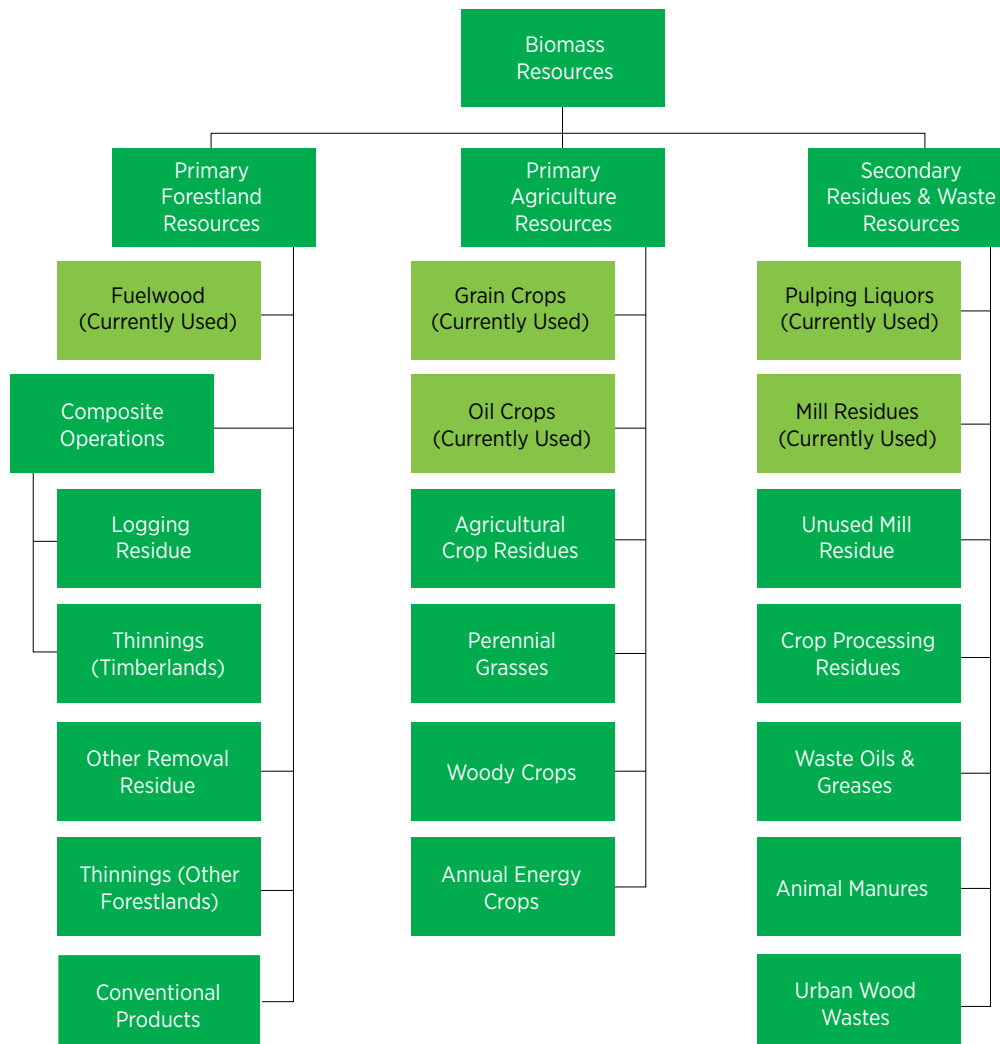 Biomass
Resources
Primary
Forestland
Resources
Primary
Agriculture
Resources
Secondary
Residues & Waste
Resources
Fuelwood
(Currently Used)
Composite
Operations
Logging
Residue
Thinnings
(Timberlands)
Other Removal
Residue
Thinnings (Other
Forestlands)
Conventional
Products
Grain Crops
(Currently Used)
Oil Crops
(Currently Used)
Agricultural
Crop Residues
Perennial
Grasses
Woody Crops
Annual Energy
Crops
Pulping Liquors
(Currently Used)
Mill Residues
(Currently Used)
Unused Mill
Residue
Crop Processing
Residues
Waste Oils &
Greases
Animal Manures
Urban Wood
Wastes